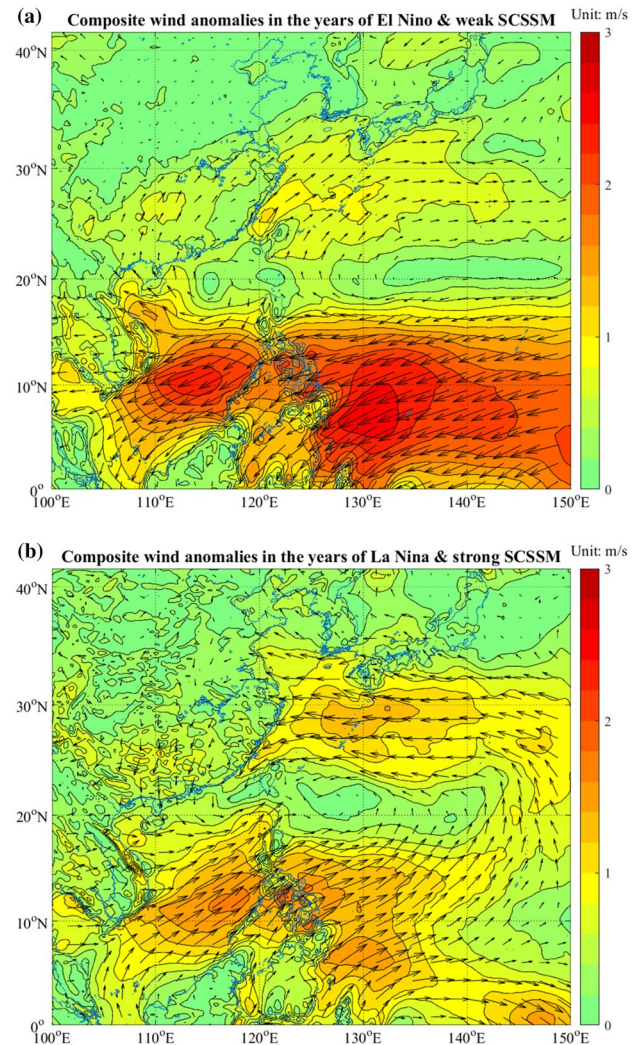 (a) Composite wind anomalies in the years of El Nino & weak SCSSM Unit: m/s
40°N
30°N
20°N
10°N
0°
100°E 110°E 120°E 130°E 140°E 150°E
3
2
1
0
(b) Composite wind anomalies in the years of La Nina & strong SCSSM Unit: m/s
40°N
30°N
20°N
10°N
0°
100°E 110°E 120°E 130°E 140°E 150°E
3
2
1
0